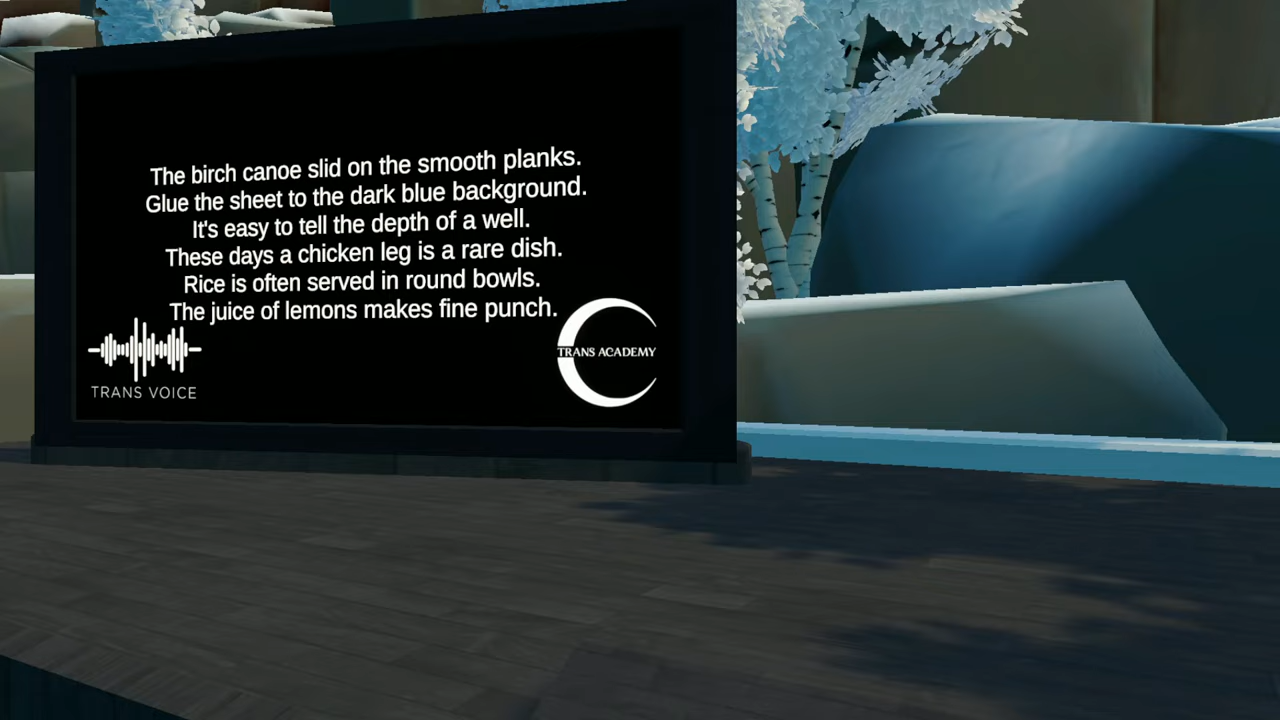 The birch canoe slid on the smooth planks.
Glue the sheet to the dark blue background.
It's easy to tell the depth of a well.
These days a chicken leg is a rare dish.
Rice is often served in round bowls.
The juice of lemons makes fine punch.
TRANS VOICE
TRANS ACADEMY